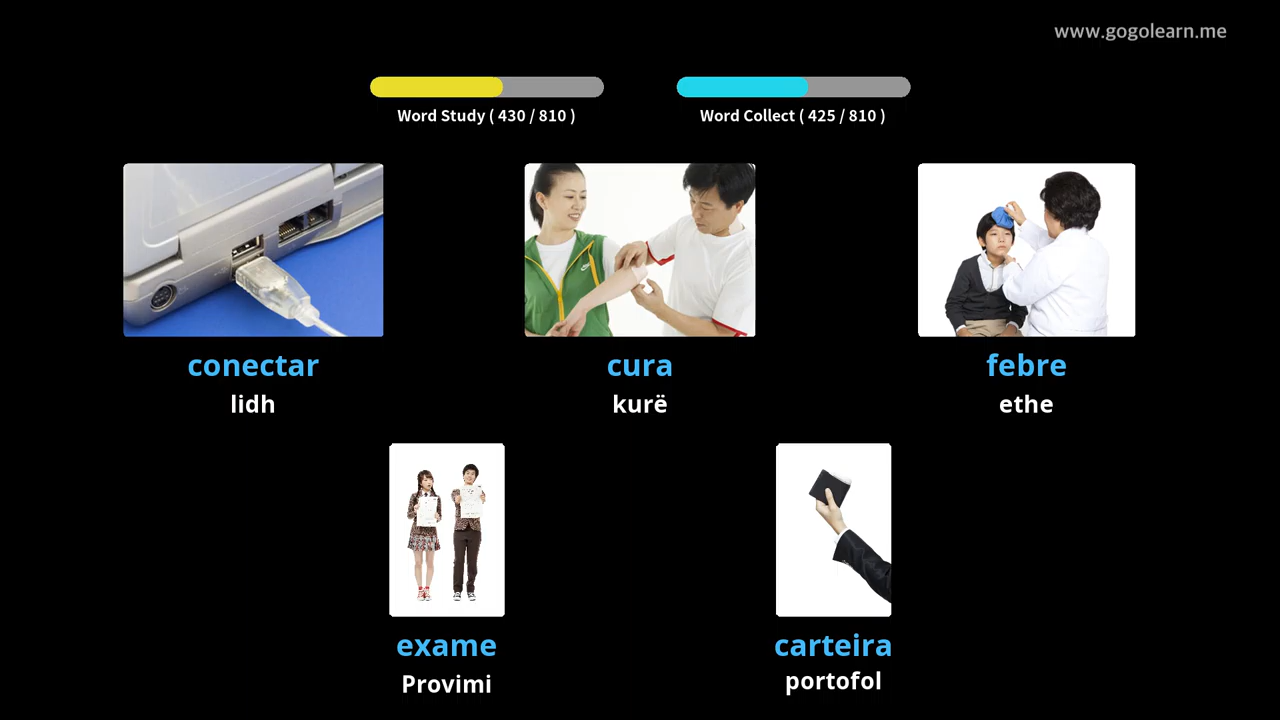 www.gogolearn.me
Word Study ( 430 / 810 )
Word Collect ( 425 / 810 )
conectar
lidh
cura
kurë
febre
ethe
exame
Provimi
carteira
portofol